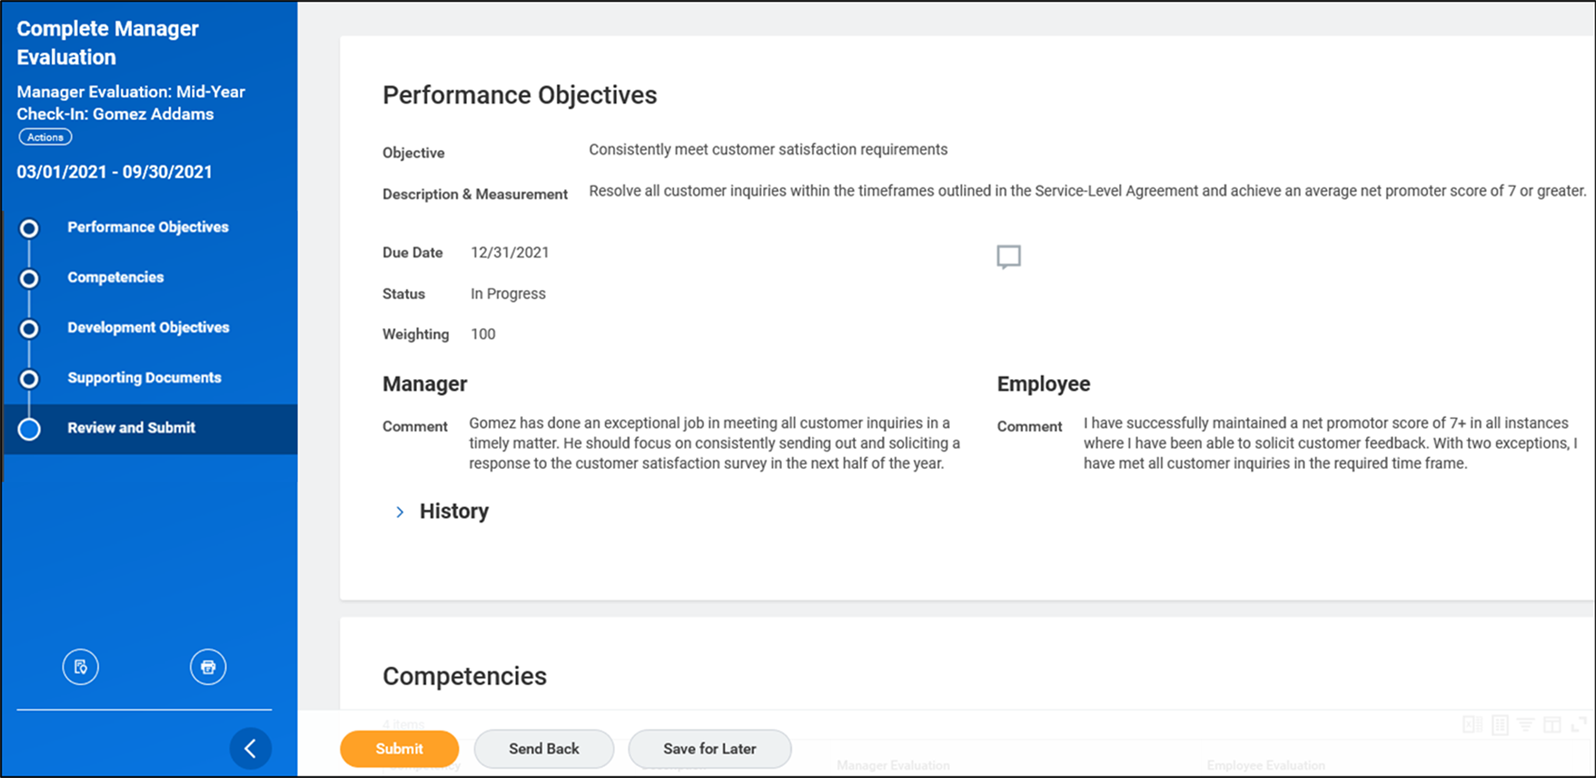 Complete Manager
Evaluation
Manager Evaluation: Mid-Year
Check-In: Gomez Addams
Actions
03/01/2021 - 09/30/2021
Performance Objectives
Competencies
Development Objectives
Supporting Documents
Review and Submit
Performance Objectives
Objective Consistently meet customer satisfaction requirements
Description & Measurement Resolve all customer inquiries within the timeframes outlined in the Service-Level Agreement and achieve an average net promoter score of 7 or greater.
Due Date 12/31/2021
Status In Progress
Weighting 100
Manager
Comment Gomez has done an exceptional job in meeting all customer inquiries in a
timely matter. He should focus on consistently sending out and soliciting a
response to the customer satisfaction survey in the next half of the year.
Employee
Comment I have successfully maintained a net promotor score of 7+ in all instances
where I have been able to solicit customer feedback. With two exceptions, I
have met all customer inquiries in the required time frame.
History
Competencies
4 items
Submit Send Back Save for Later
Manager Evaluation Employee Evaluation